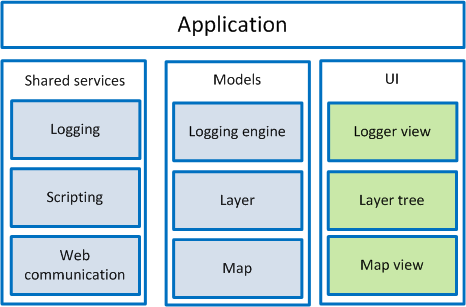 Application
Shared services
Logging
Scripting
Web
communication
Models
Logging engine
Layer
Map
UI
Logger view
Layer tree
Map view